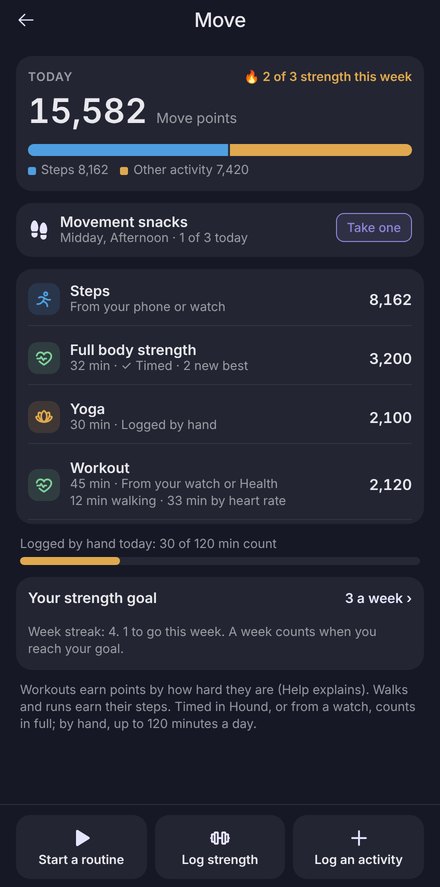 Move
TODAY
🔥 2 of 3 strength this week
15,582 Move points
Steps 8,162 Other activity 7,420
Movement snacks
Midday, Afternoon · 1 of 3 today
Take one
Steps
From your phone or watch
8,162
Full body strength
32 min · ✓ Timed · 2 new best
3,200
Yoga
30 min · Logged by hand
2,100
Workout
45 min · From your watch or Health
12 min walking · 33 min by heart rate
2,120
Logged by hand today: 30 of 120 min count
Your strength goal
3 a week ›
Week streak: 4. 1 to go this week. A week counts when you
reach your goal.
Workouts earn points by how hard they are (Help explains). Walks
and runs earn their steps. Timed in Hound, or from a watch, counts
in full; by hand, up to 120 minutes a day.
Start a routine
Log strength
Log an activity